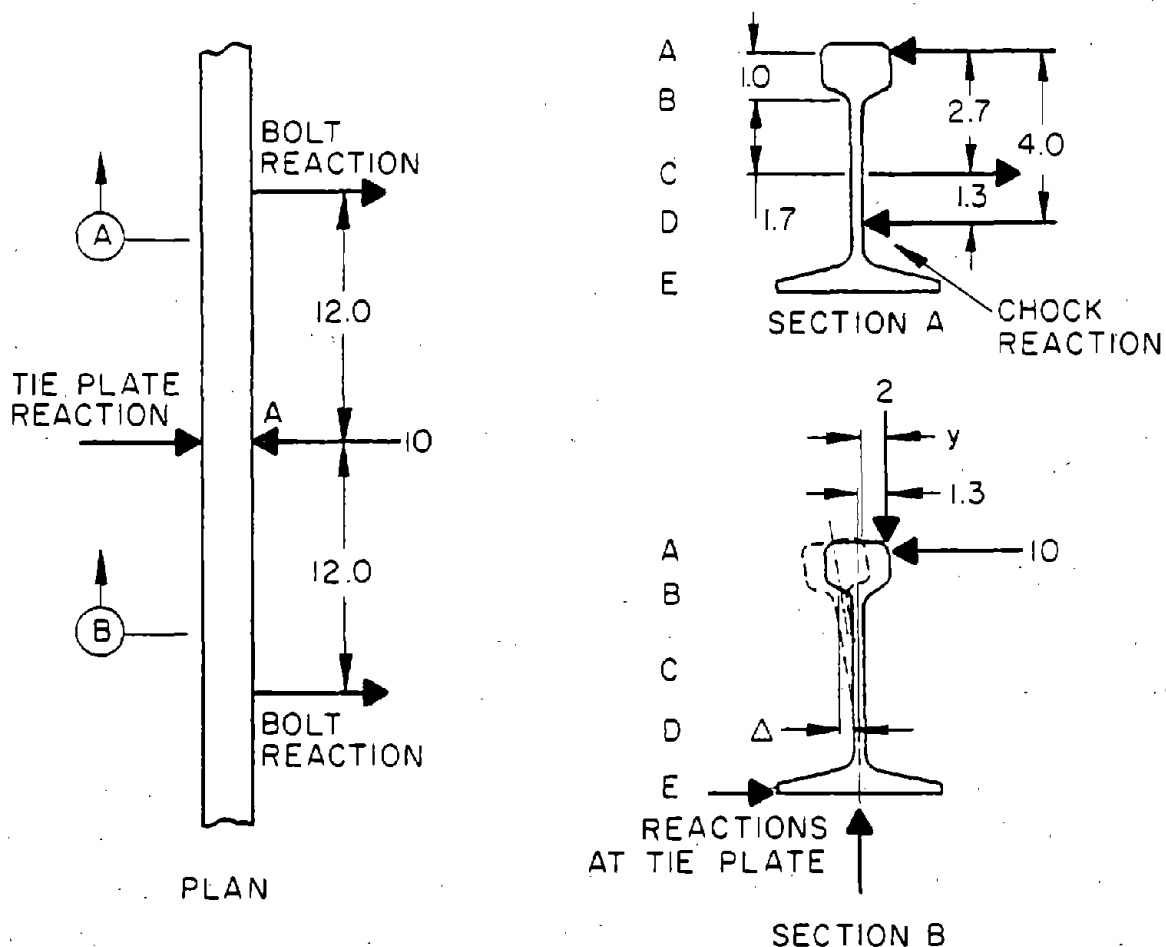 BOLT
REACTION
A
12.0
TIE PLATE
REACTION
A
10
12.0
B
BOLT
REACTION
PLAN
A
1.0
B
2.7
4.0
C
1.3
D
1.7
E
CHOCK
REACTION
SECTION A
2
y
1.3
A
10
B
C
D
Δ
E
REACTIONS
AT TIE PLATE
SECTION B